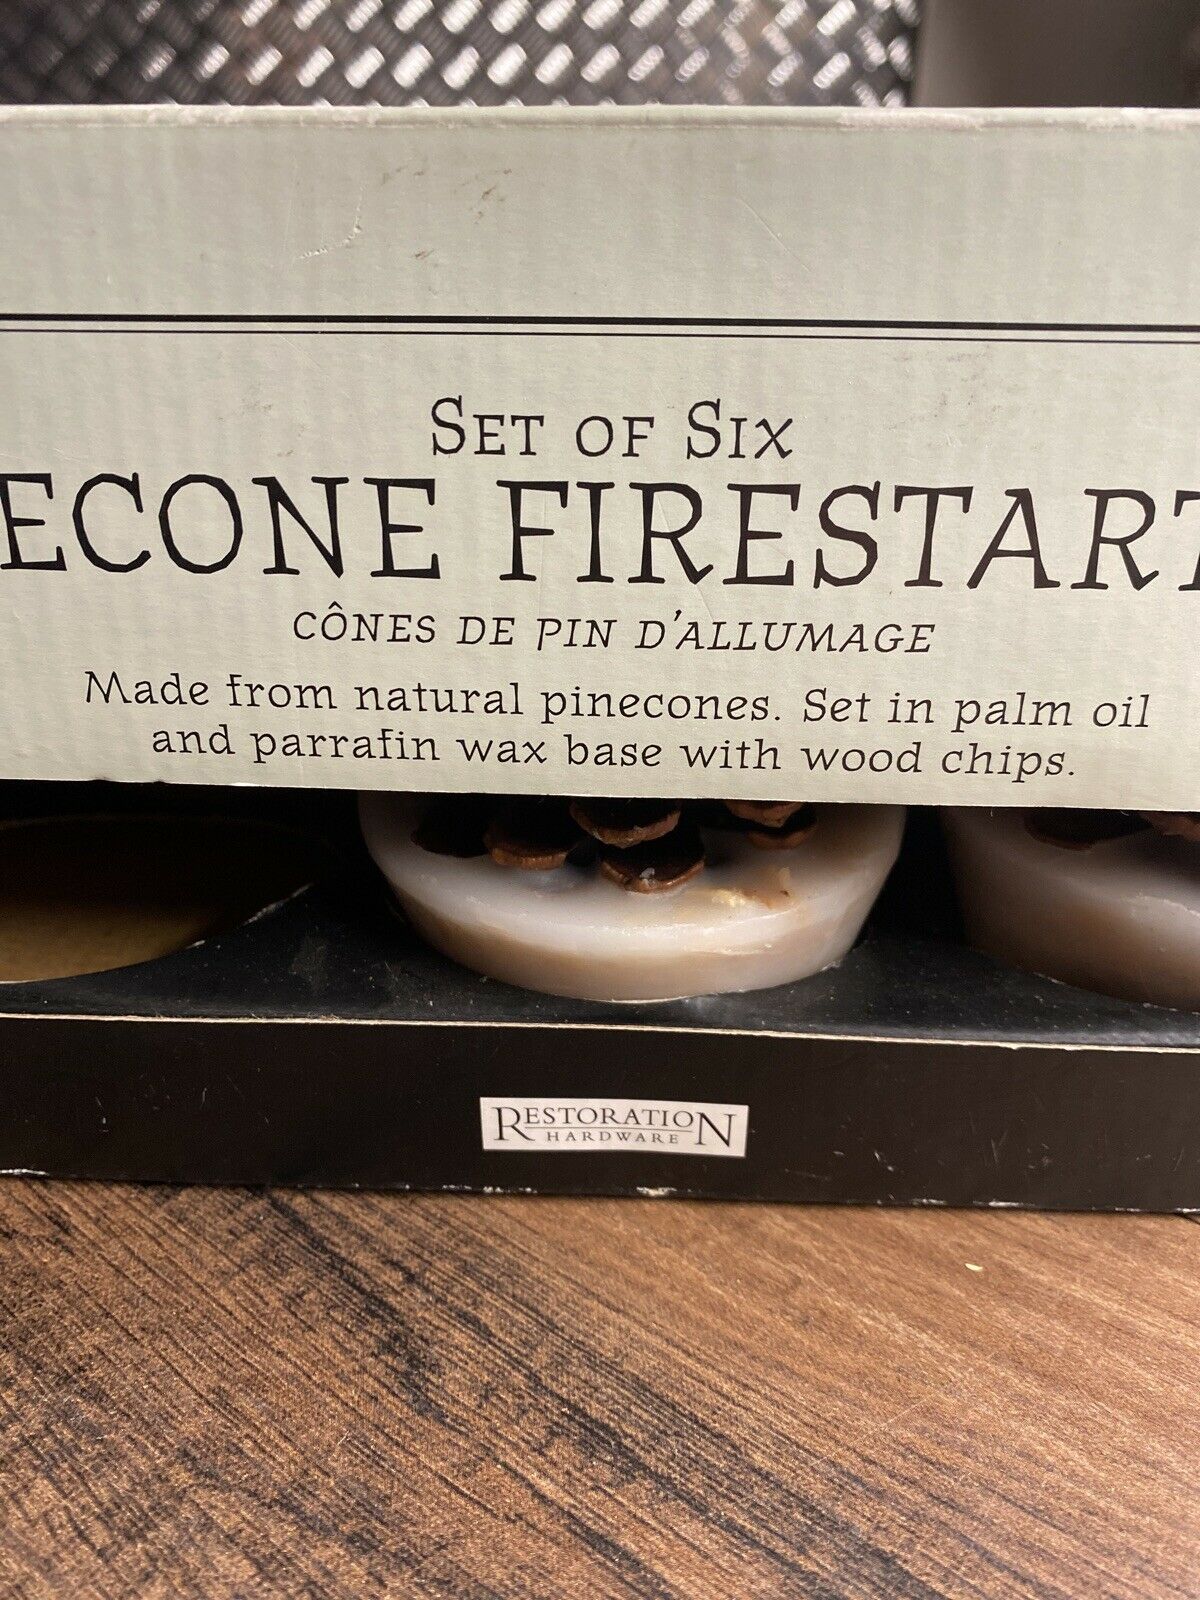 SET OF SIX
ECONE FIRESTART
CÔNES DE PIN D'ALLUMAGE
Made from natural pinecones. Set in palm oil
and parrafin wax base with wood chips.
RESTORATION
HARDWARE